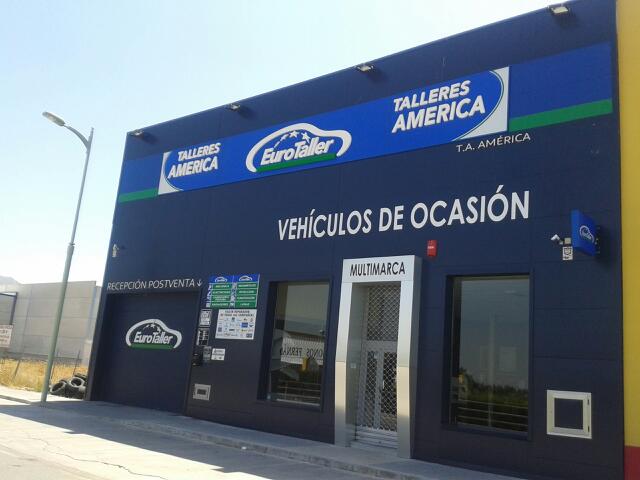 TALLERES
AMERICA
EuroTaller
TALLERES
AMERICA
T.A. AMÉRICA
VEHÍCULOS DE OCASIÓN
MULTIMARCA
RECEPCIÓN POSTVENTA ↓
EuroTaller